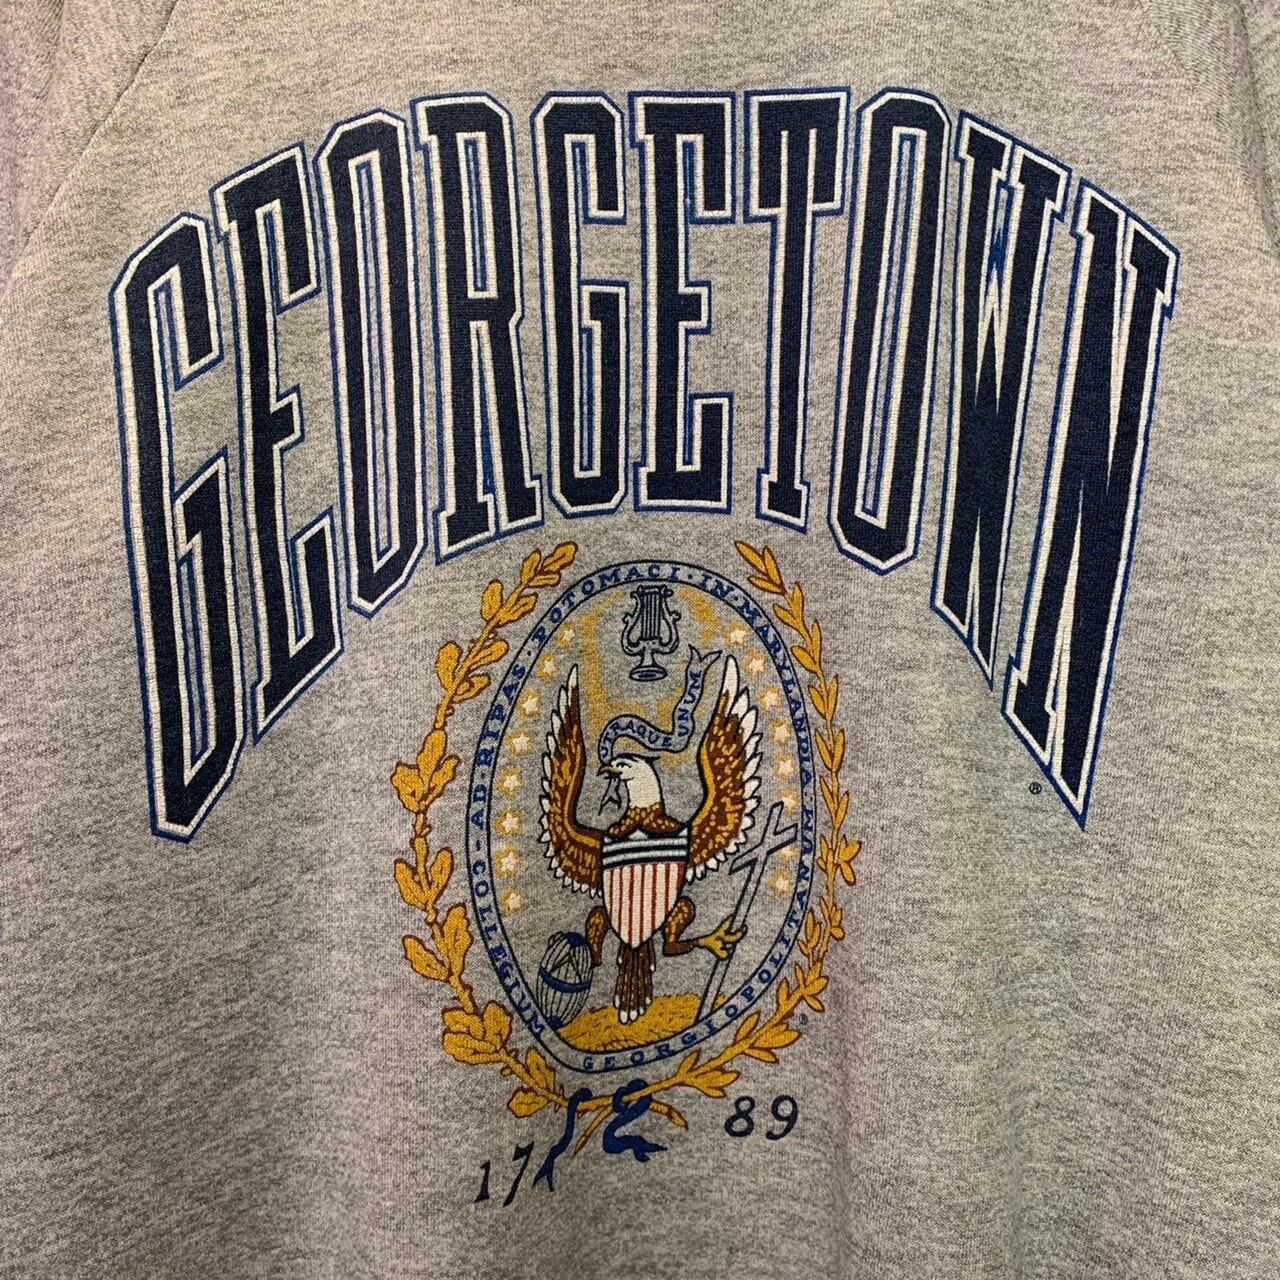 GEORGETOWN
®
COLLEGIUM · GEORGIOPOLITANUM · AD · RIPAS · POTOMACI · IN · MARYLANDIA ·
UTRAQUE UNUM
®
17 89